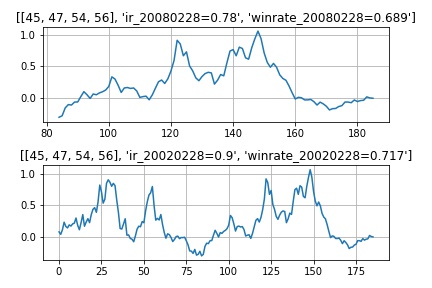 [[45, 47, 54, 56], 'ir_20080228=0.78', 'winrate_20080228=0.689']
1.0
0.5
0.0
80 100 120 140 160 180
[[45, 47, 54, 56], 'ir_20020228=0.9', 'winrate_20020228=0.717']
1.0
0.5
0.0
0 25 50 75 100 125 150 175